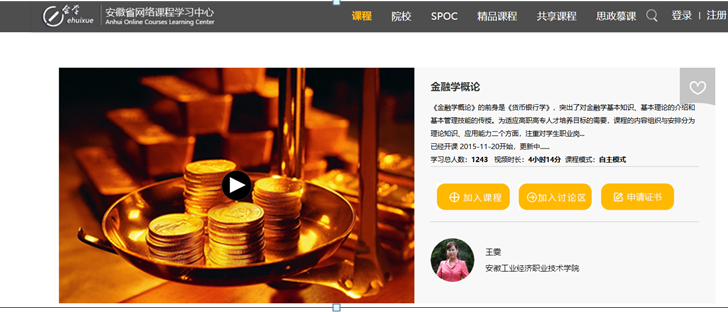 会学
ehuixue
安徽省网络课程学习中心
Anhui Online Courses Learning Center
课程 院校 SPOC 精品课程 共享课程 思政慕课 登录 | 注册
金融学概论
《金融学概论》的前身是《货币银行学》，突出了对金融学基本知识、基本理论的介绍和
基本管理技能的传授。为适应高职高专人才培养目标的需要，课程的内容组织与安排分为
理论知识、应用能力二个方面，注重对学生职业岗...
已经开课 2015-11-20开始，更新中......
学习总人数：1243 视频时长：4小时14分 课程模式：自主模式
加入课程 加入讨论区 申请证书
王雯
安徽工业经济职业技术学院